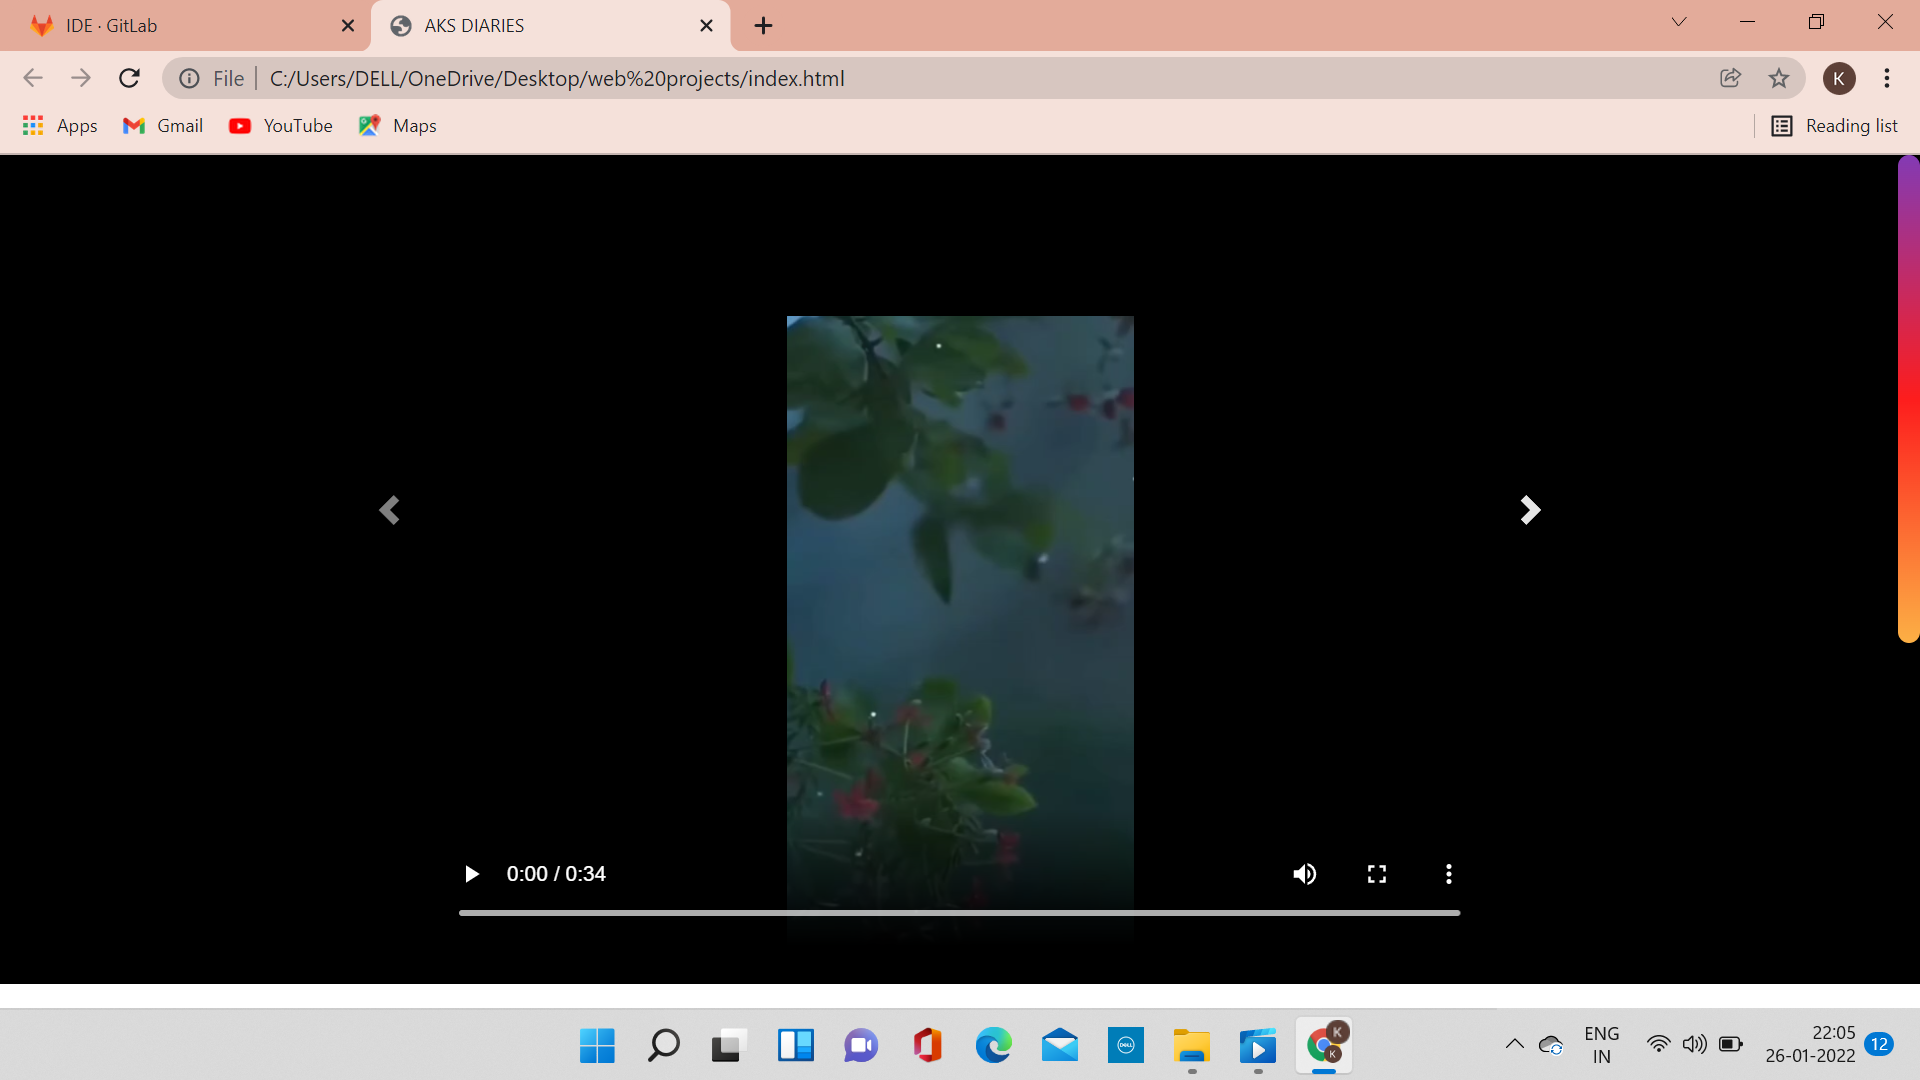 IDE · GitLab
AKS DIARIES
File
C:/Users/DELL/OneDrive/Desktop/web%20projects/index.html
K
Apps
Gmail
YouTube
Maps
Reading list
0:00 / 0:34
DELL
K
K
ENG
IN
22:05
26-01-2022
12